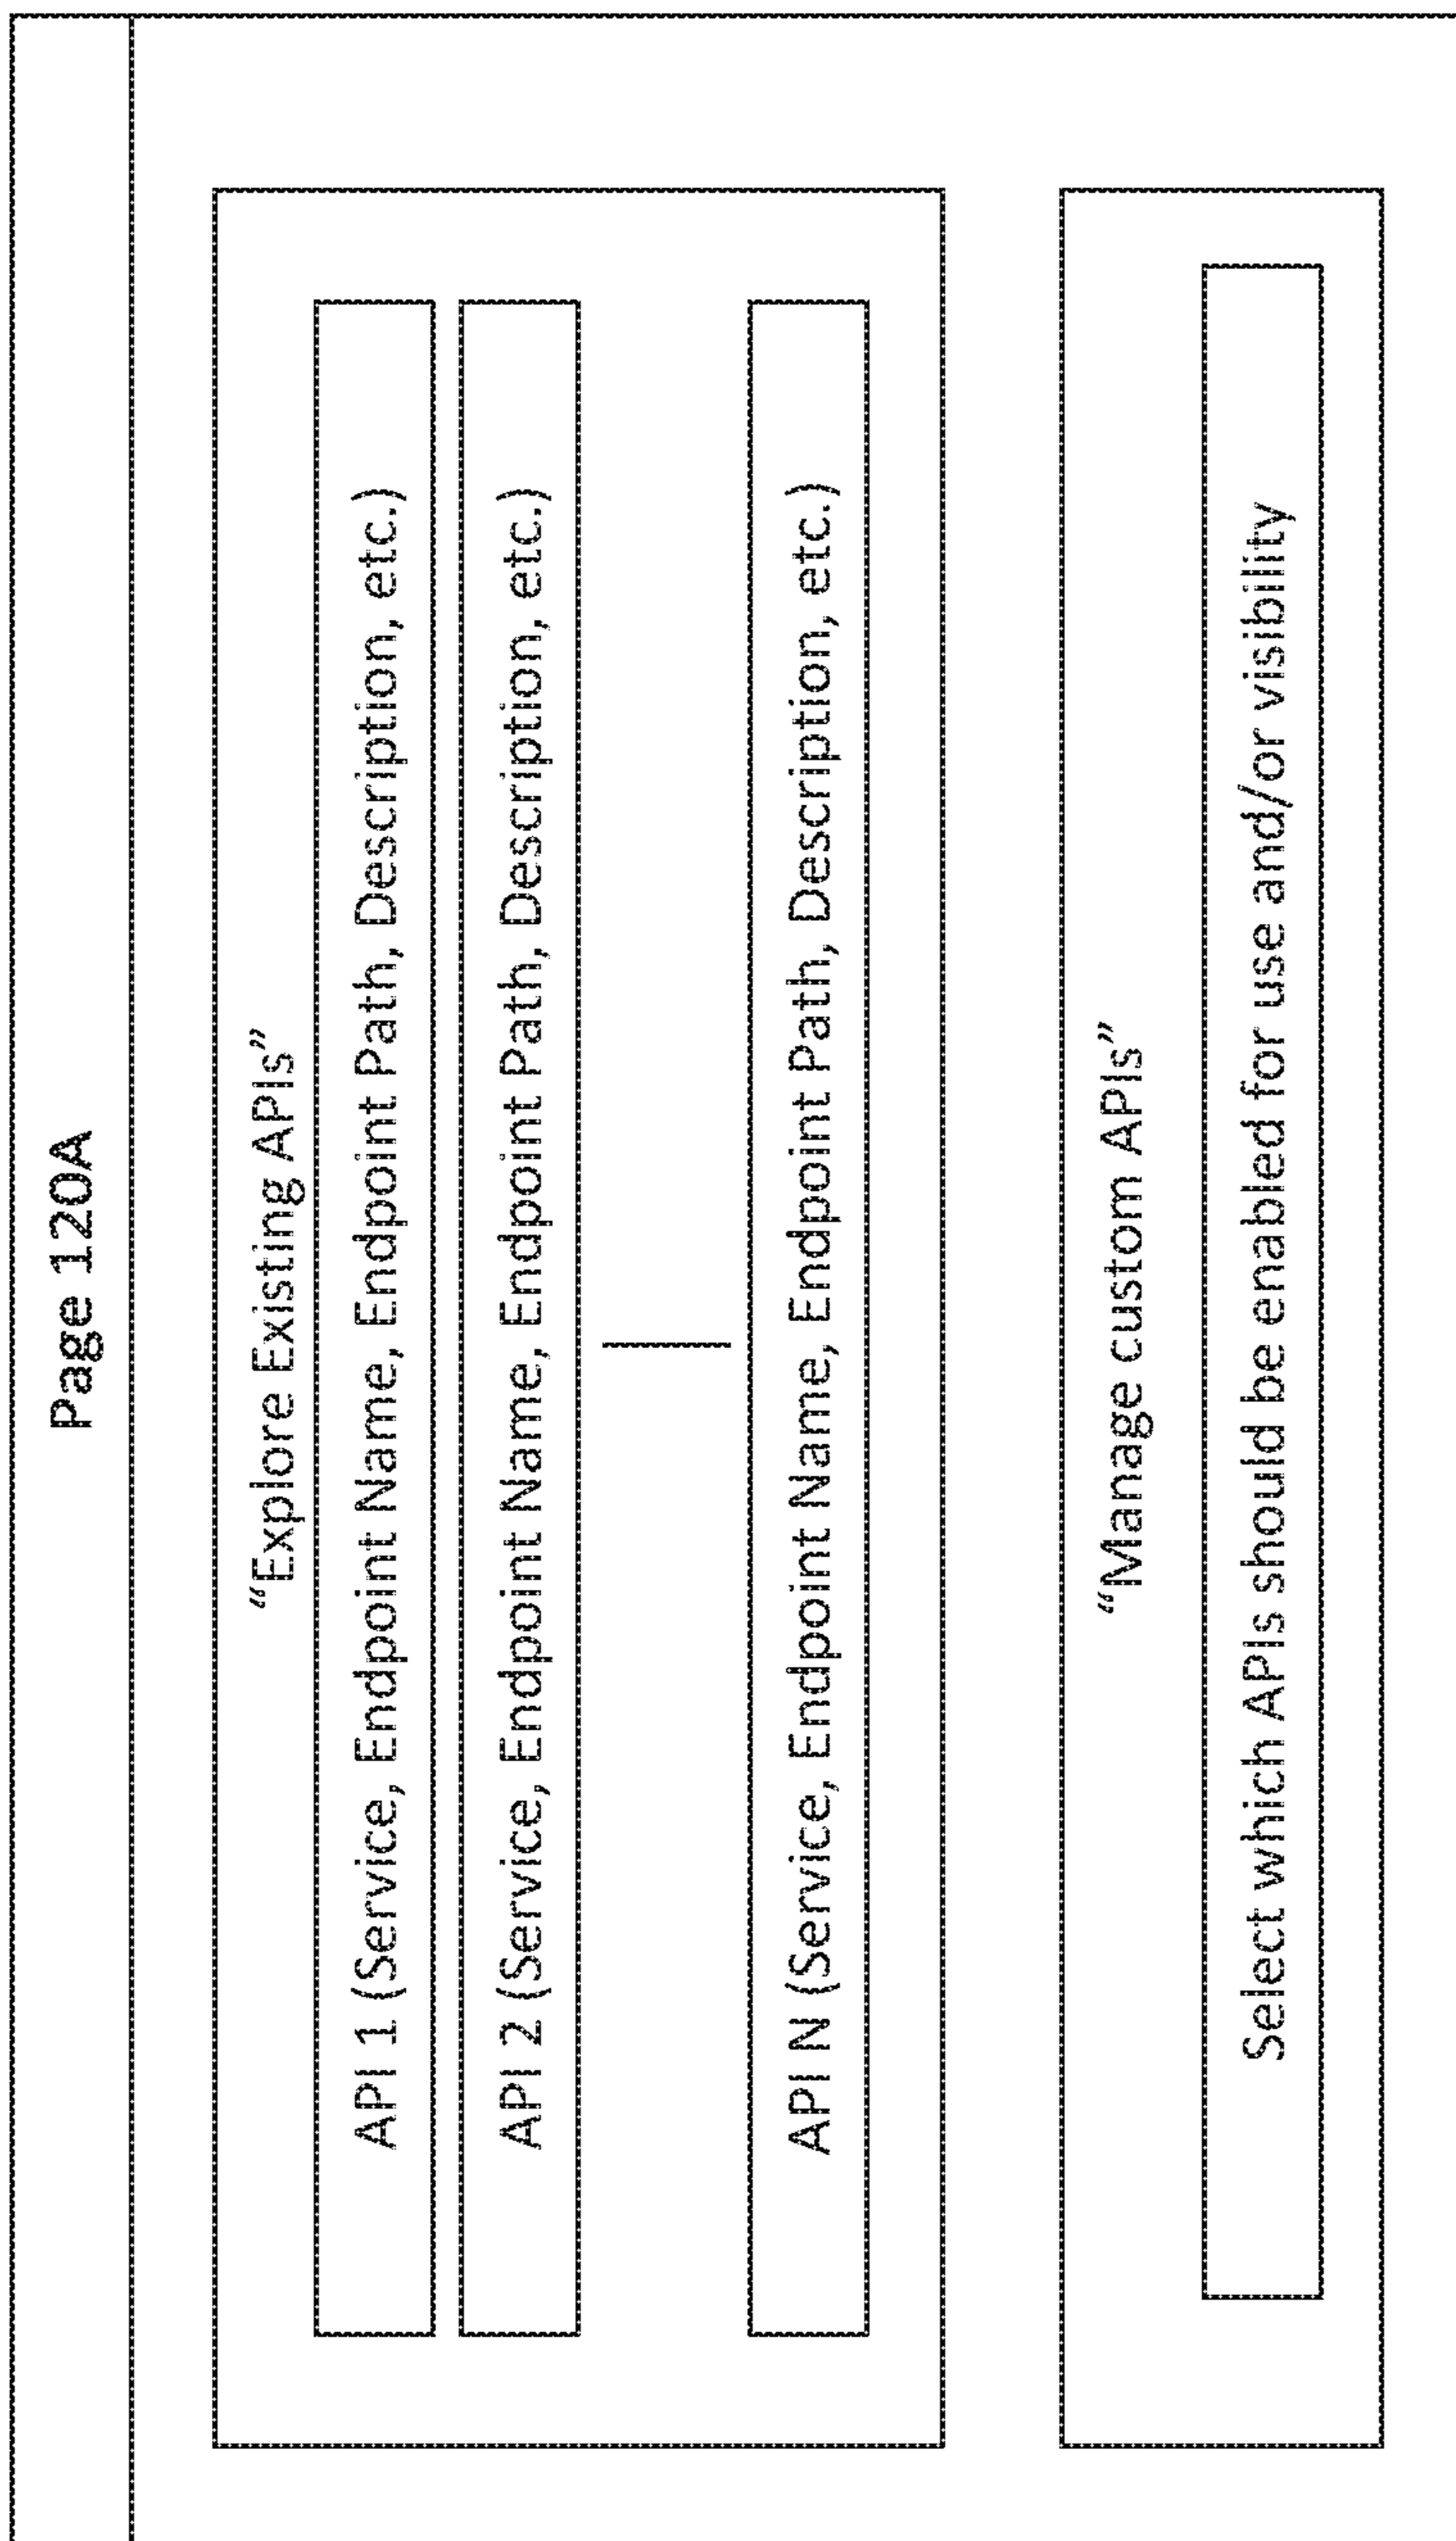 Page 120A
“Explore Existing APIs”
API 1 (Service, Endpoint Name, Endpoint Path, Description, etc.)
API 2 (Service, Endpoint Name, Endpoint Path, Description, etc.)
API N (Service, Endpoint Name, Endpoint Path, Description, etc.)
“Manage custom APIs”
Select which APIs should be enabled for use and/or visibility